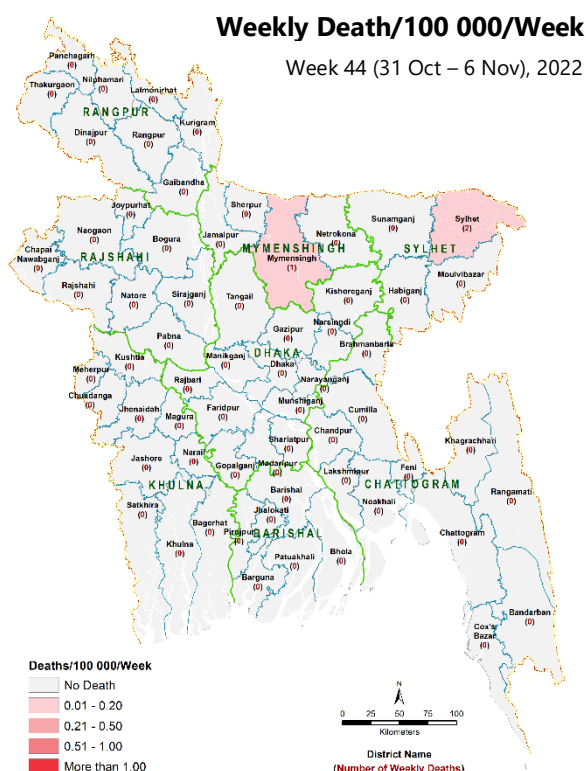 Weekly Death/100 000/Week
Week 44 (31 Oct – 6 Nov), 2022
Panchagarh
(0)
Nilphamari
(0)
Thakurgaon
(0)
Lalmonirhat
(0)
RANGPUR
Kurigram
(0)
Dinajpur
(0)
Rangpur
(0)
Gaibandha
(0)
Joypurhat
(0)
Sherpur
(0)
Sunamganj
(0)
Sylhet
(2)
Naogaon
(0)
Bogura
(0)
Jamalpur
(0)
Netrokona
(0)
MYMENSHINGH
Mymensingh
(1)
SYLHET
Chapai
Nawabganj
(0)
RAJSHAHI
Moulvibazar
(0)
Rajshahi
(0)
Natore
(0)
Sirajganj
(0)
Tangail
(0)
Kishoreganj
(0)
Habiganj
(0)
Gazipur
(0)
Narsingdi
(0)
Pabna
(0)
Brahmanbaria
(0)
Kushtia
(0)
Manikganj
(0)
DHAKA
Dhaka
(0)
Meherpur
(0)
Rajbari
(0)
Narayanganj
(0)
Chuadanga
(0)
Jhenaidah
(0)
Magura
(0)
Faridpur
(0)
Munshiganj
(0)
Cumilla
(0)
Chandpur
(0)
Khagrachhari
(0)
Shariatpur
(0)
Jashore
(0)
Narail
(0)
Gopalganj
(0)
Madaripur
(0)
Lakshmipur
(0)
Feni
(0)
KHULNA
CHATTOGRAM
Rangamati
(0)
Barishal
(0)
Noakhali
(0)
Satkhira
(0)
Jhalokati
(0)
Bagerhat
(0)
Pirojpur
(0)
BARISHAL
Khulna
(0)
Chattogram
(0)
Patuakhali
(0)
Bhola
(0)
Barguna
(0)
Bandarban
(0)
Cox's
Bazar
(0)
Deaths/100 000/Week
No Death
0.01 - 0.20
0.21 - 0.50
0.51 - 1.00
More than 1.00
N
0 25 50 75 100
Kilometers
District Name
(Number of Weekly Deaths)